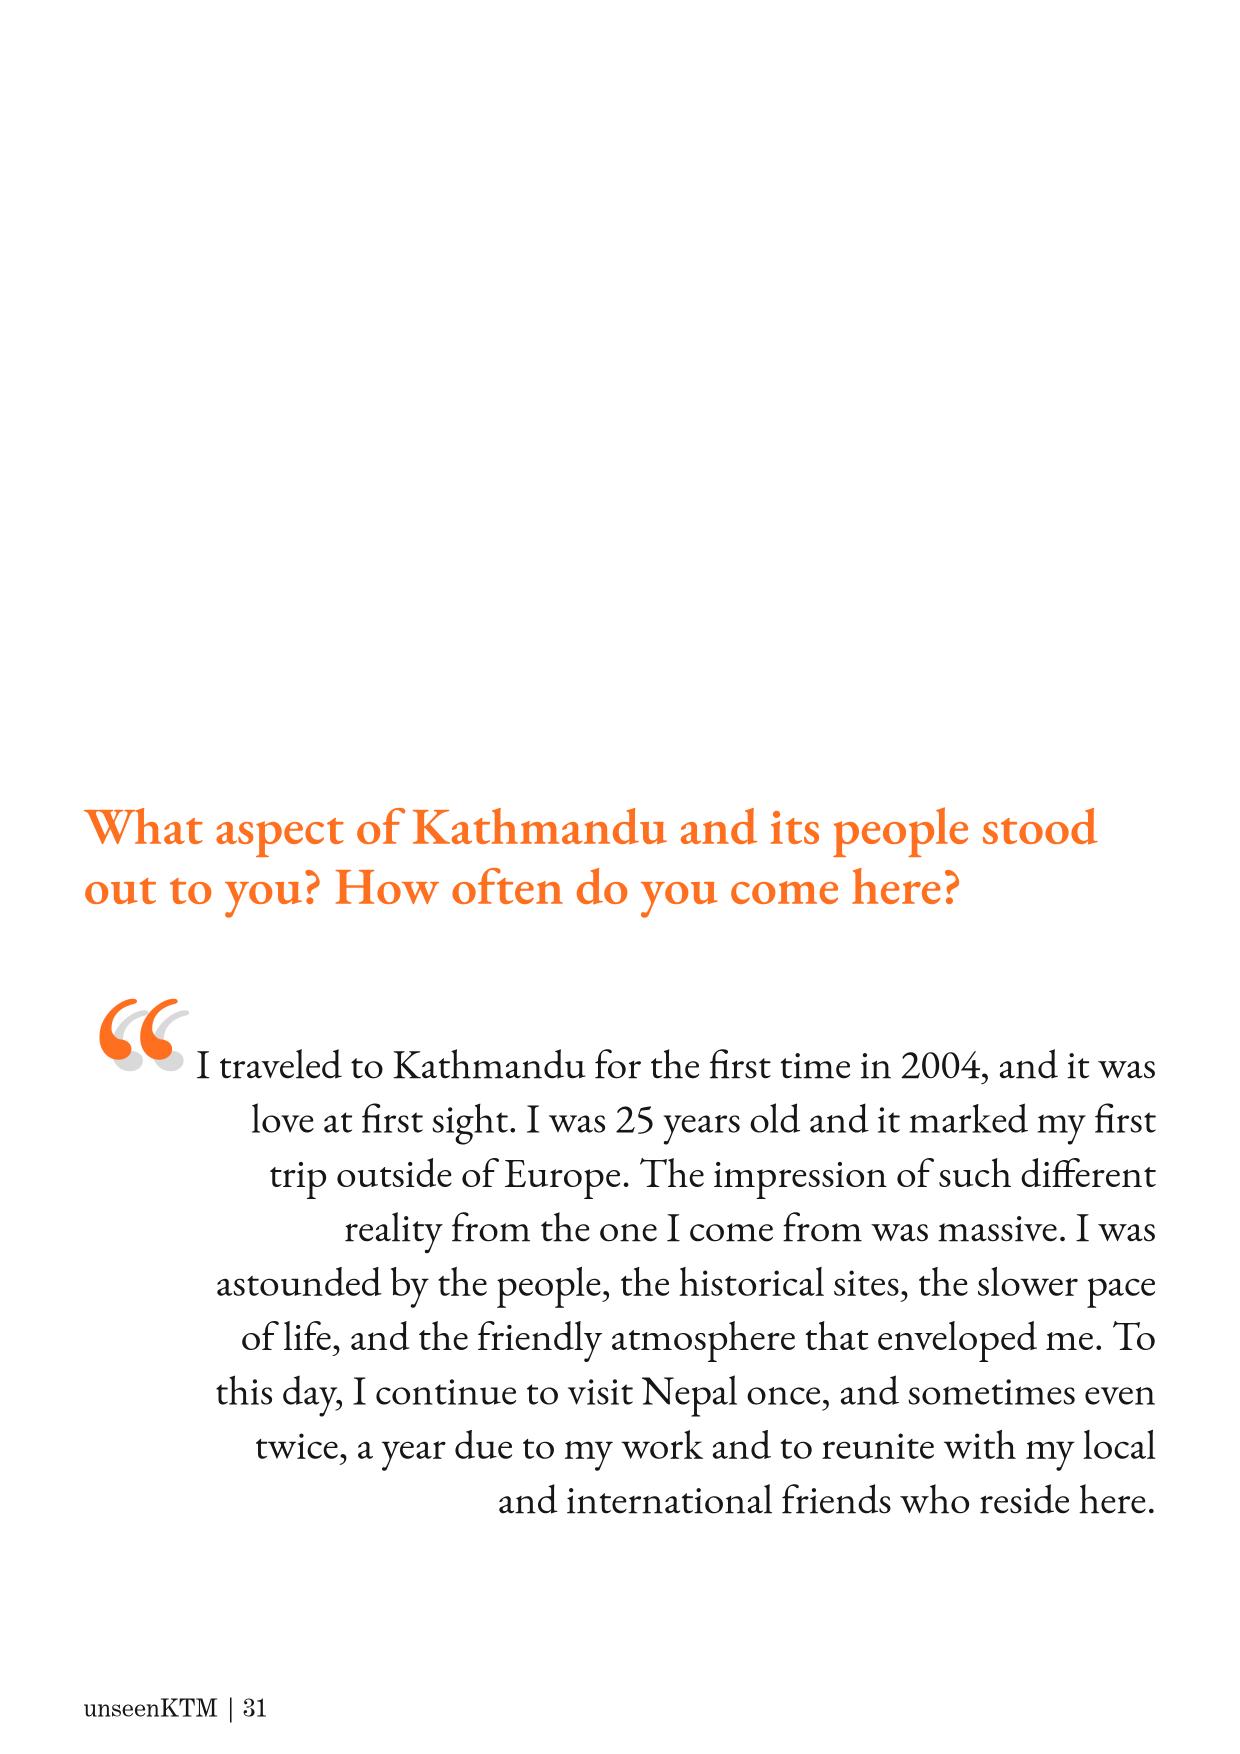 What aspect of Kathmandu and its people stood
out to you? How often do you come here?
“ I traveled to Kathmandu for the first time in 2004, and it was
love at first sight. I was 25 years old and it marked my first
trip outside of Europe. The impression of such different
reality from the one I come from was massive. I was
astounded by the people, the historical sites, the slower pace
of life, and the friendly atmosphere that enveloped me. To
this day, I continue to visit Nepal once, and sometimes even
twice, a year due to my work and to reunite with my local
and international friends who reside here.
unseenKTM | 31